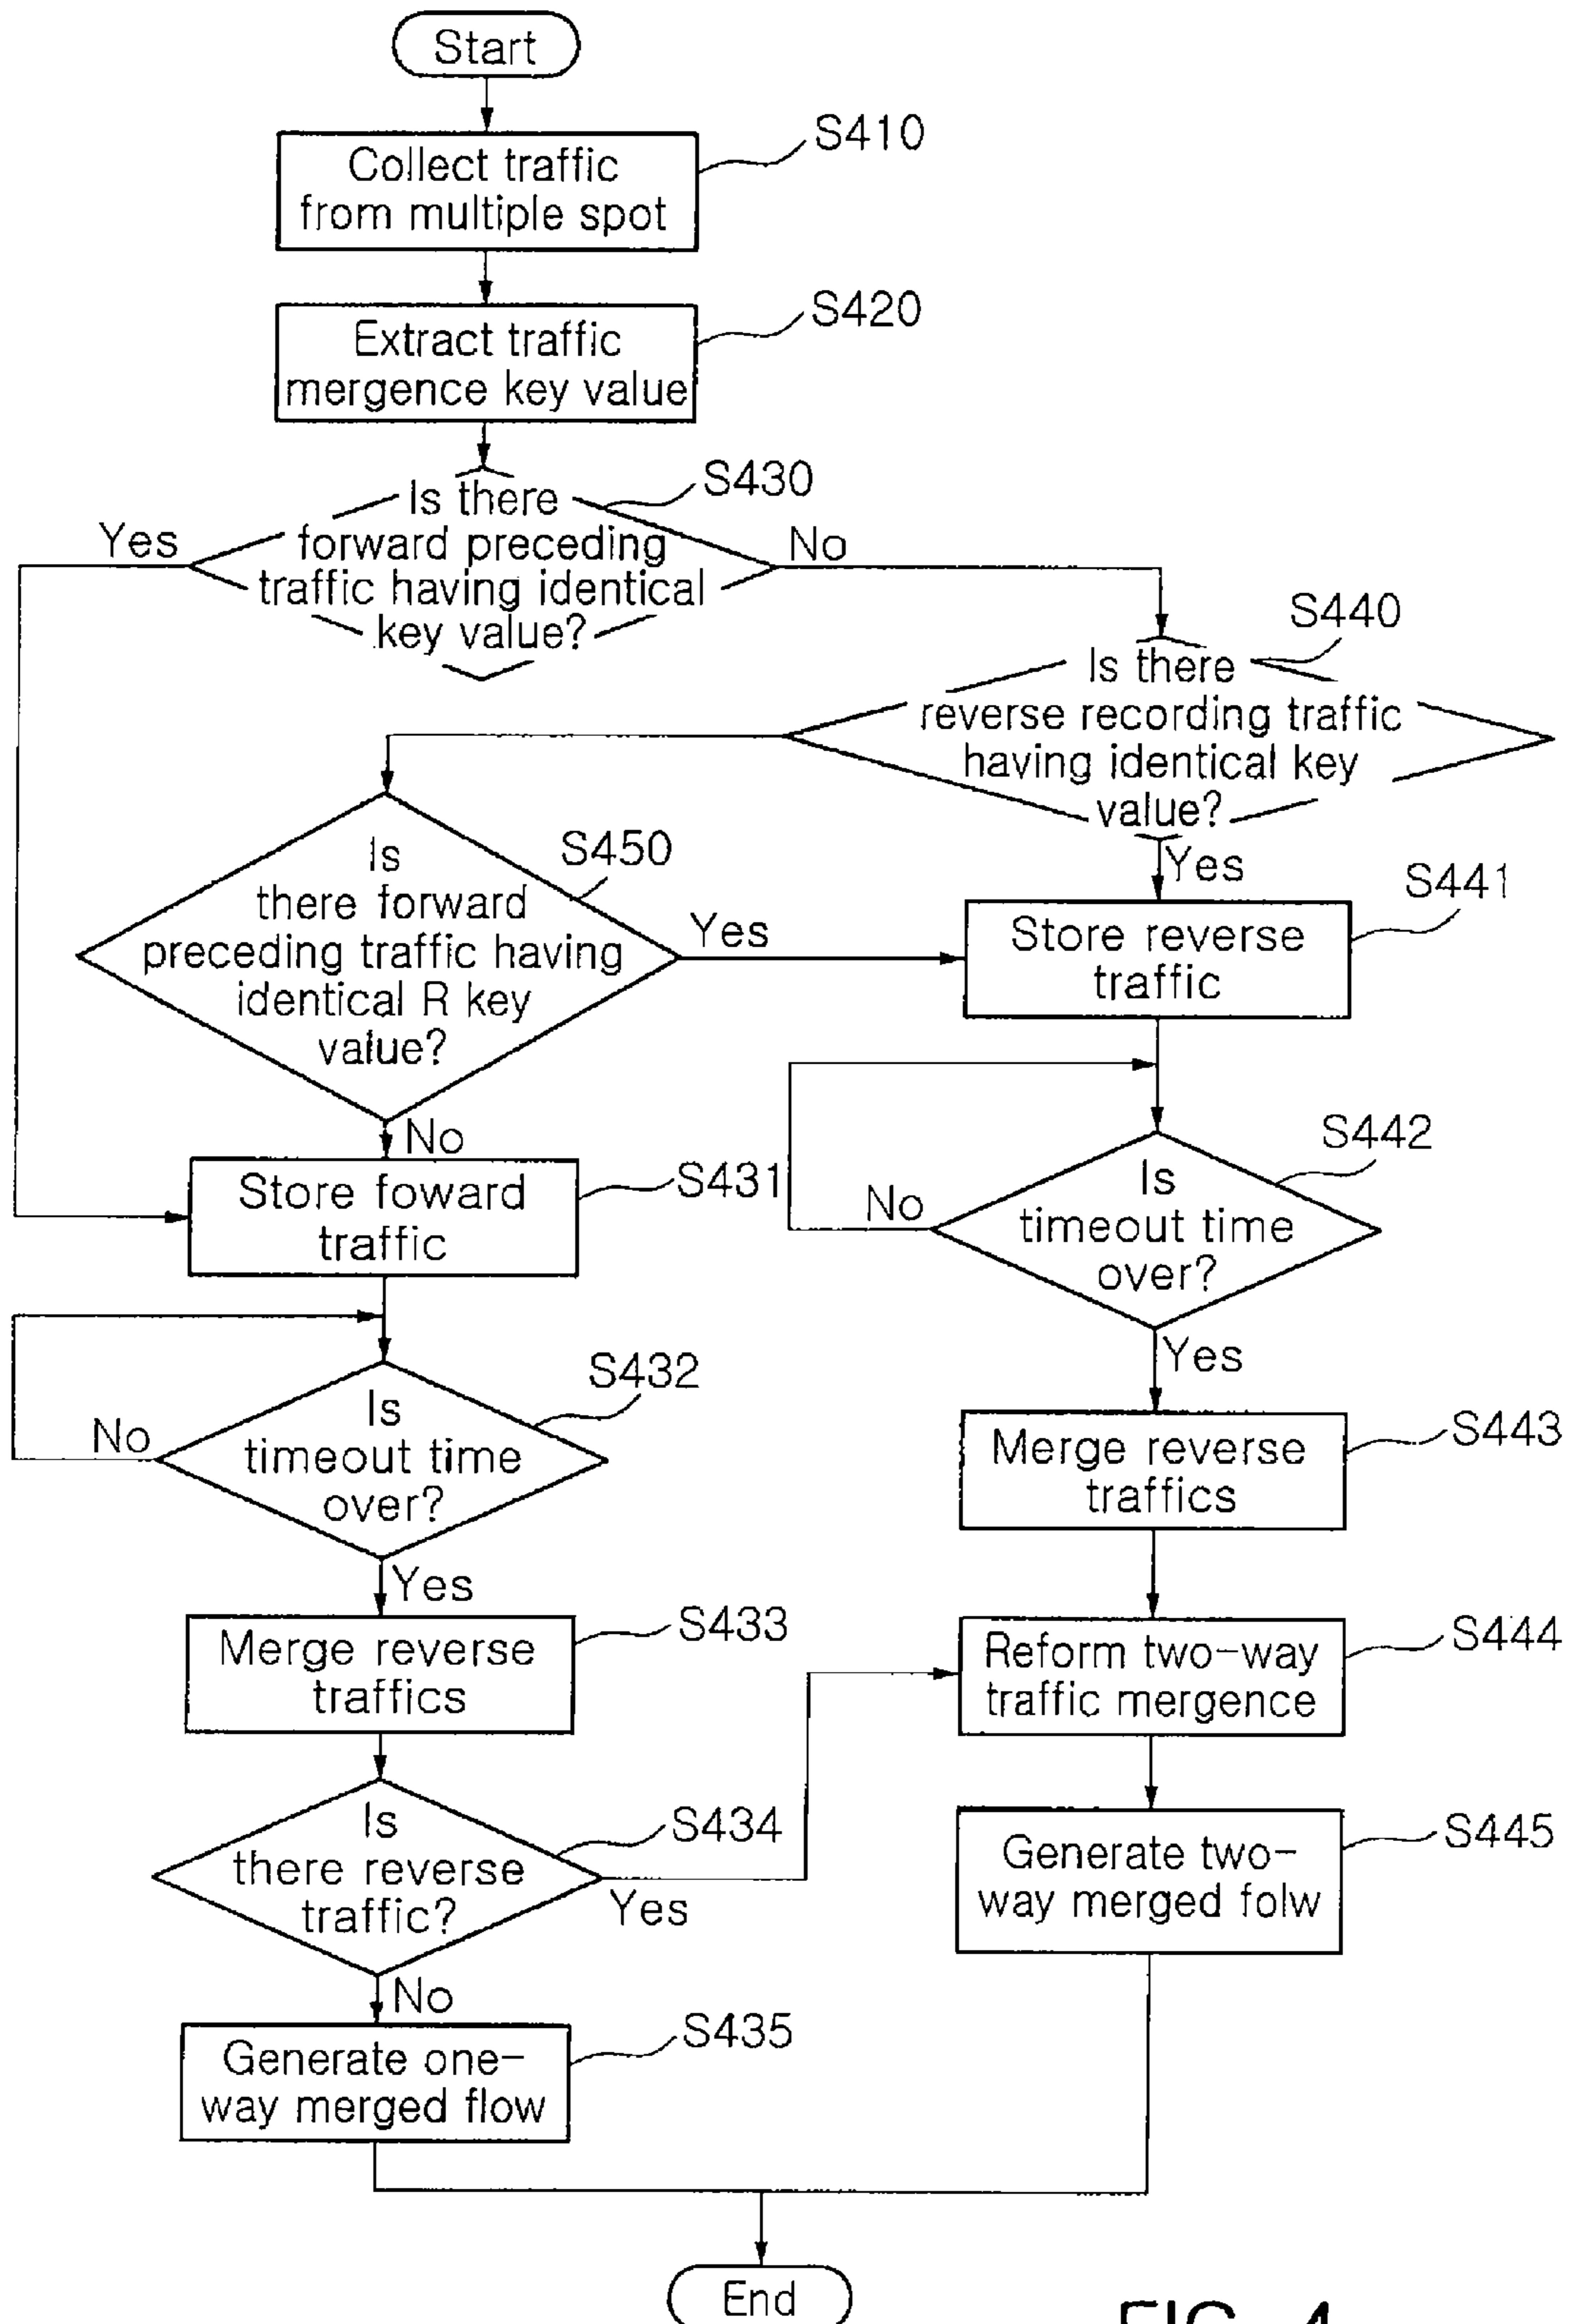 Start
S410
Collect traffic
from multiple spot
S420
Extract traffic
mergence key value
S430
Is there
forward preceding
traffic having identical
key value?
Yes
No
S440
Is there
reverse recording traffic
having identical key
value?
Yes
S450
Is
there forward
preceding traffic having
identical R key
value?
Yes
No
S441
Store reverse
traffic
S431
Store foward
traffic
S442
Is
timeout time
over?
No
Yes
S432
Is
timeout time
over?
No
Yes
S443
Merge reverse
traffics
S433
Merge reverse
traffics
S444
Reform two-way
traffic mergence
S434
Is
there reverse
traffic?
Yes
No
S445
Generate two-
way merged folw
S435
Generate one-
way merged flow
End
FIG. 4